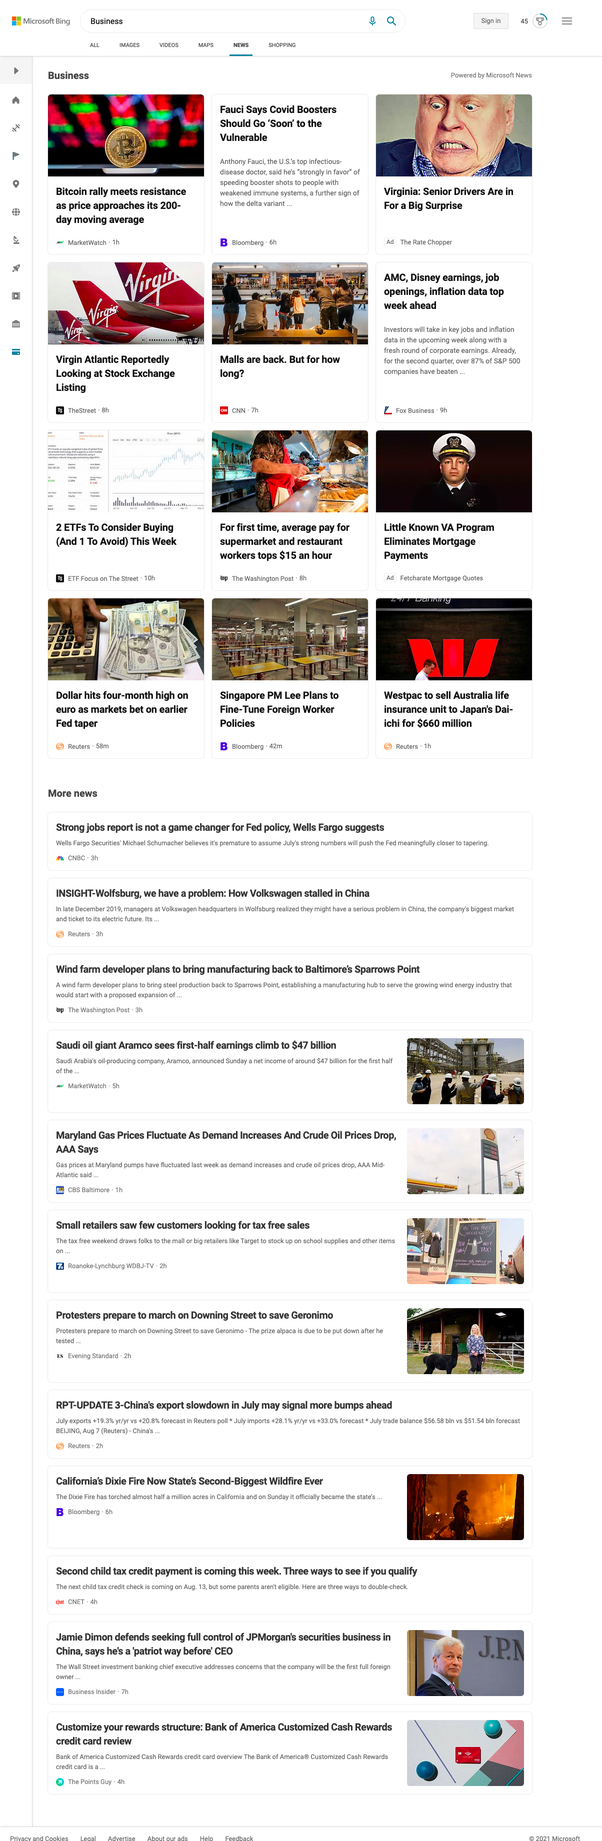 Microsoft Bing
Business
Sign in
45
ALL
IMAGES
VIDEOS
MAPS
NEWS
SHOPPING
Business
Powered by Microsoft News
Bitcoin rally meets resistance
as price approaches its 200-
day moving average
MarketWatch · 1h
Fauci Says Covid Boosters
Should Go ‘Soon’ to the
Vulnerable
Anthony Fauci, the U.S.'s top infectious-
disease doctor, said he's "strongly in favor" of
speeding booster shots to people with
weakened immune systems, a further sign of
how the delta variant ...
Bloomberg · 6h
Virginia: Senior Drivers Are in
For a Big Surprise
Ad The Rate Chopper
Virgin
Virgin
Virgin Atlantic Reportedly
Looking at Stock Exchange
Listing
TheStreet · 8h
Malls are back. But for how
long?
CNN · 7h
AMC, Disney earnings, job
openings, inflation data top
week ahead
Investors will take in key jobs and inflation
data in the upcoming week along with a
fresh round of corporate earnings. Already,
for the second quarter, over 87% of S&P 500
companies have beaten ...
Fox Business · 9h
2 ETFs To Consider Buying
(And 1 To Avoid) This Week
ETF Focus on The Street · 10h
For first time, average pay for
supermarket and restaurant
workers tops $15 an hour
The Washington Post · 8h
Little Known VA Program
Eliminates Mortgage
Payments
Ad Fetcharate Mortgage Quotes
Dollar hits four-month high on
euro as markets bet on earlier
Fed taper
Reuters · 58m
Singapore PM Lee Plans to
Fine-Tune Foreign Worker
Policies
Bloomberg · 42m
24/7 Banking
Westpac to sell Australia life
insurance unit to Japan's Dai-
ichi for $660 million
Reuters · 1h
More news
Strong jobs report is not a game changer for Fed policy, Wells Fargo suggests
Wells Fargo Securities' Michael Schumacher believes it's premature to assume July's strong numbers will push the Fed meaningfully closer to tapering.
CNBC · 3h
INSIGHT-Wolfsburg, we have a problem: How Volkswagen stalled in China
In late December 2019, managers at Volkswagen headquarters in Wolfsburg realized they might have a serious problem in China, the company's biggest market
and ticket to its electric future. Its ...
Reuters · 3h
Wind farm developer plans to bring manufacturing back to Baltimore's Sparrows Point
A wind farm developer plans to bring steel production back to Sparrows Point, establishing a manufacturing hub to serve the growing wind energy industry that
would start with a proposed expansion of ...
The Washington Post · 3h
Saudi oil giant Aramco sees first-half earnings climb to $47 billion
Saudi Arabia's oil-producing company, Aramco, announced Sunday a net income of around $47 billion for the first half
of the ...
MarketWatch · 5h
Maryland Gas Prices Fluctuate As Demand Increases And Crude Oil Prices Drop,
AAA Says
Gas prices at Maryland pumps have fluctuated last week as demand increases and crude oil prices drop, AAA Mid-
Atlantic said ...
CBS Baltimore · 1h
Small retailers saw few customers looking for tax free sales
The tax free weekend draws folks to the mall or big retailers like Target to stock up on school supplies and other items
on ...
Roanoke-Lynchburg WDBJ-TV · 2h
Protesters prepare to march on Downing Street to save Geronimo
Protesters prepare to march on Downing Street to save Geronimo - The prize alpaca is due to be put down after he
tested ...
Evening Standard · 2h
RPT-UPDATE 3-China's export slowdown in July may signal more bumps ahead
July exports +19.3% yr/yr vs +20.8% forecast in Reuters poll * July imports +28.1% yr/yr vs +33.0% forecast * July trade balance $56.58 bln vs $51.54 bln forecast
BEIJING, Aug 7 (Reuters) - China's ...
Reuters · 2h
California's Dixie Fire Now State's Second-Biggest Wildfire Ever
The Dixie Fire has torched almost half a million acres in California and on Sunday it officially became the state's ...
Bloomberg · 6h
Second child tax credit payment is coming this week. Three ways to see if you qualify
The next child tax credit check is coming on Aug. 13, but some parents aren't eligible. Here are three ways to double-check.
CNET · 4h
Jamie Dimon defends seeking full control of JPMorgan's securities business in
China, says he's a 'patriot way before' CEO
The Wall Street investment banking chief executive addresses concerns that the company will be the first full foreign
owner ...
Business Insider · 7h
J.P.M
Customize your rewards structure: Bank of America Customized Cash Rewards
credit card review
Bank of America Customized Cash Rewards credit card overview The Bank of America® Customized Cash Rewards
credit card is a ...
The Points Guy · 4h
Privacy and Cookies
Legal
Advertise
About our ads
Help
Feedback
© 2021 Microsoft